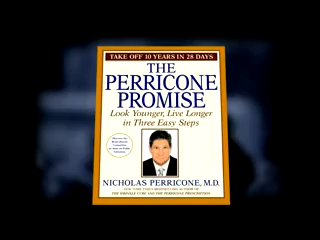 TAKE OFF 10 YEARS IN 28 DAYS
THE
PERRICONE
PROMISE
Look Younger, Live Longer
in Three Easy Steps
NICHOLAS PERRICONE, M.D.